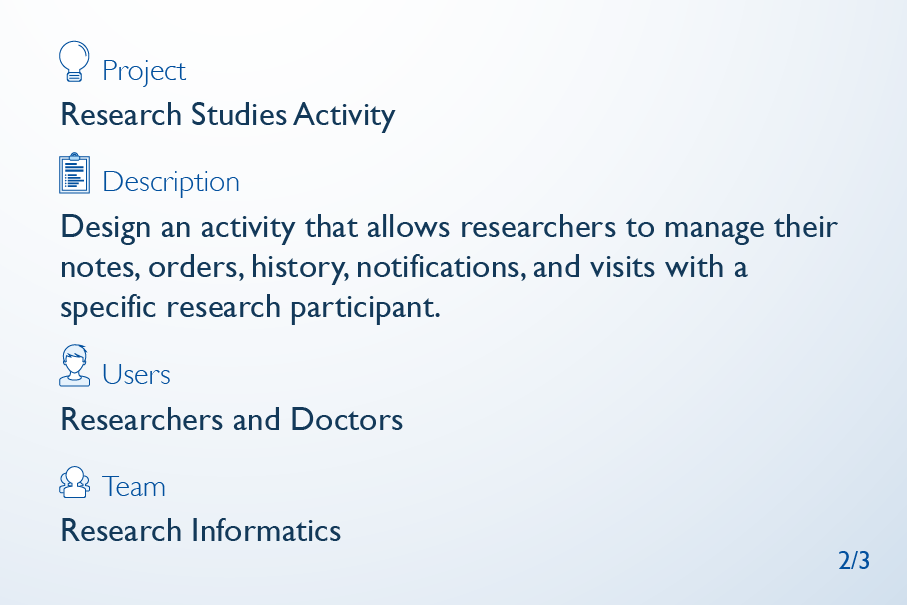 Project
Research Studies Activity
Description
Design an activity that allows researchers to manage their
notes, orders, history, notifications, and visits with a
specific research participant.
Users
Researchers and Doctors
Team
Research Informatics
2/3